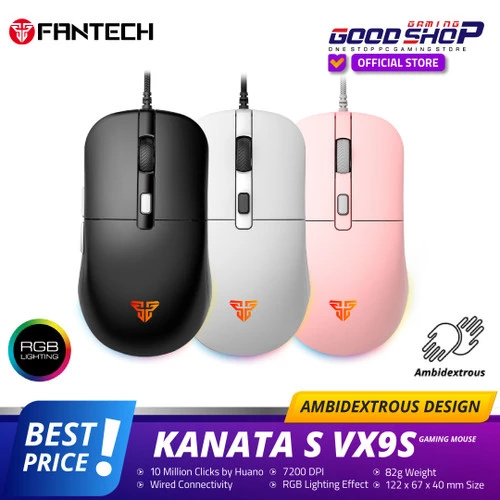 FANTECH
GAMING
GOODSHOP
ONE STOP PC GAMING STORE
OFFICIAL STORE
RGB
LIGHTING
Ambidextrous
AMBIDEXTROUS DESIGN
BEST
PRICE!
KANATA S VX9S GAMING MOUSE
10 Million Clicks by Huano
7200 DPI
82g Weight
Wired Connectivity
RGB Lighting Effect
122 x 67 x 40 mm Size